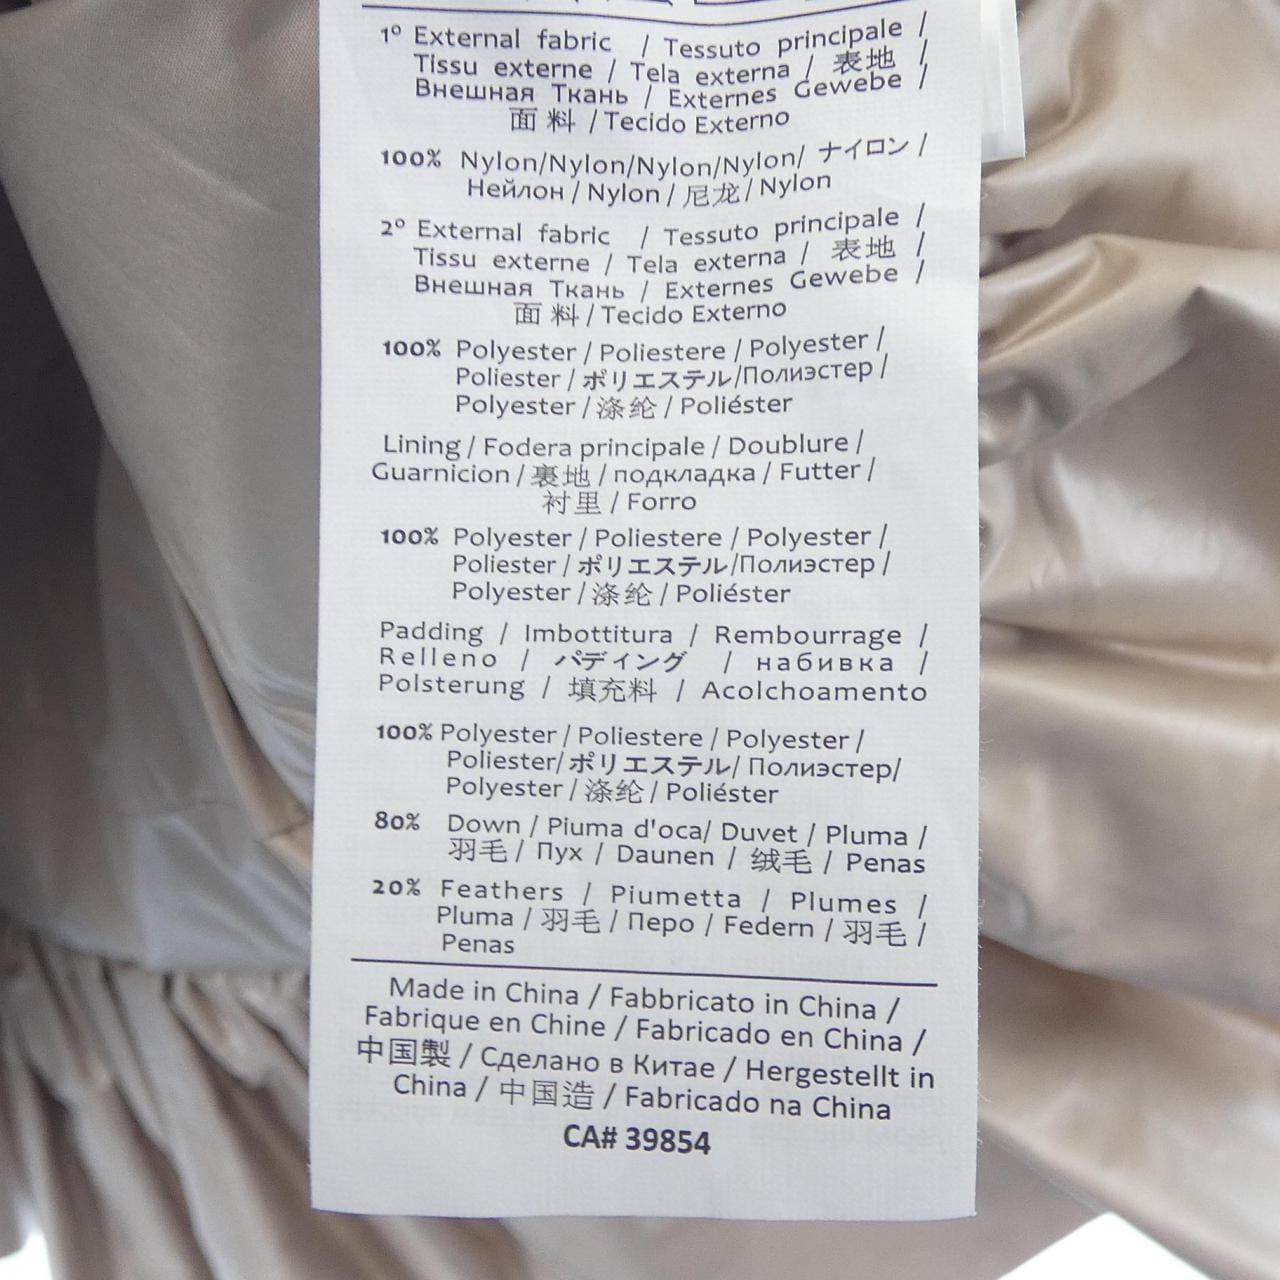 1° External fabric / Tessuto principale /
Tissu externe / Tela externa / 表地 /
Внешная Ткань / Externes Gewebe /
面 料 / Tecido Externo
100% Nylon/Nylon/Nylon/Nylon/ ナイロン /
Нейлон / Nylon / 尼龙 / Nylon
2° External fabric / Tessuto principale /
Tissu externe / Tela externa / 表地 /
Внешная Ткань / Externes Gewebe /
面 料 / Tecido Externo
100% Polyester / Poliestere / Polyester /
Poliester / ポリエステル /Полиэстер /
Polyester / 涤纶 / Poliéster
Lining / Fodera principale / Doublure /
Guarnicion / 裏地 / подкладка / Futter /
衬里 / Forro
100% Polyester / Poliestere / Polyester /
Poliester / ポリエステル /Полиэстер /
Polyester / 涤纶 / Poliéster
Padding / Imbottitura / Rembourrage /
Relleno / パディング / набивка /
Polsterung / 填充料 / Acolchoamento
100% Polyester / Poliestere / Polyester /
Poliester/ ポリエステル/ Полиэстер/
Polyester / 涤纶 / Poliéster
80% Down / Piuma d'oca/ Duvet / Pluma /
羽毛 / Пух / Daunen / 绒毛 / Penas
20% Feathers / Piumetta / Plumes /
Pluma / 羽毛 / Перо / Federn / 羽毛 /
Penas
Made in China / Fabbricato in China /
Fabrique en Chine / Fabricado en China /
中国製 / Сделано в Китае / Hergestellt in
China / 中国造 / Fabricado na China
CA# 39854